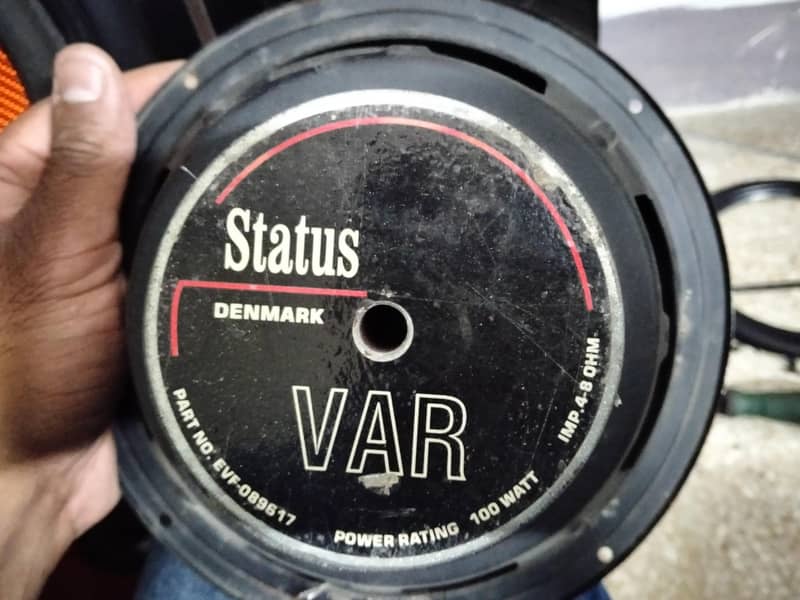 Status
DENMARK
VAR
PART NO. EVF-089617
POWER RATING 100 WATT
IMP. 4-8 OHM